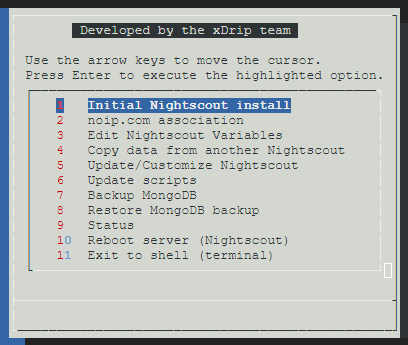 Developed by the xDrip team
Use the arrow keys to move the cursor.
Press Enter to execute the highlighted option.
1 Initial Nightscout install
2 noip.com association
3 Edit Nightscout Variables
4 Copy data from another Nightscout
5 Update/Customize Nightscout
6 Update scripts
7 Backup MongoDB
8 Restore MongoDB backup
9 Status
10 Reboot server (Nightscout)
11 Exit to shell (terminal)